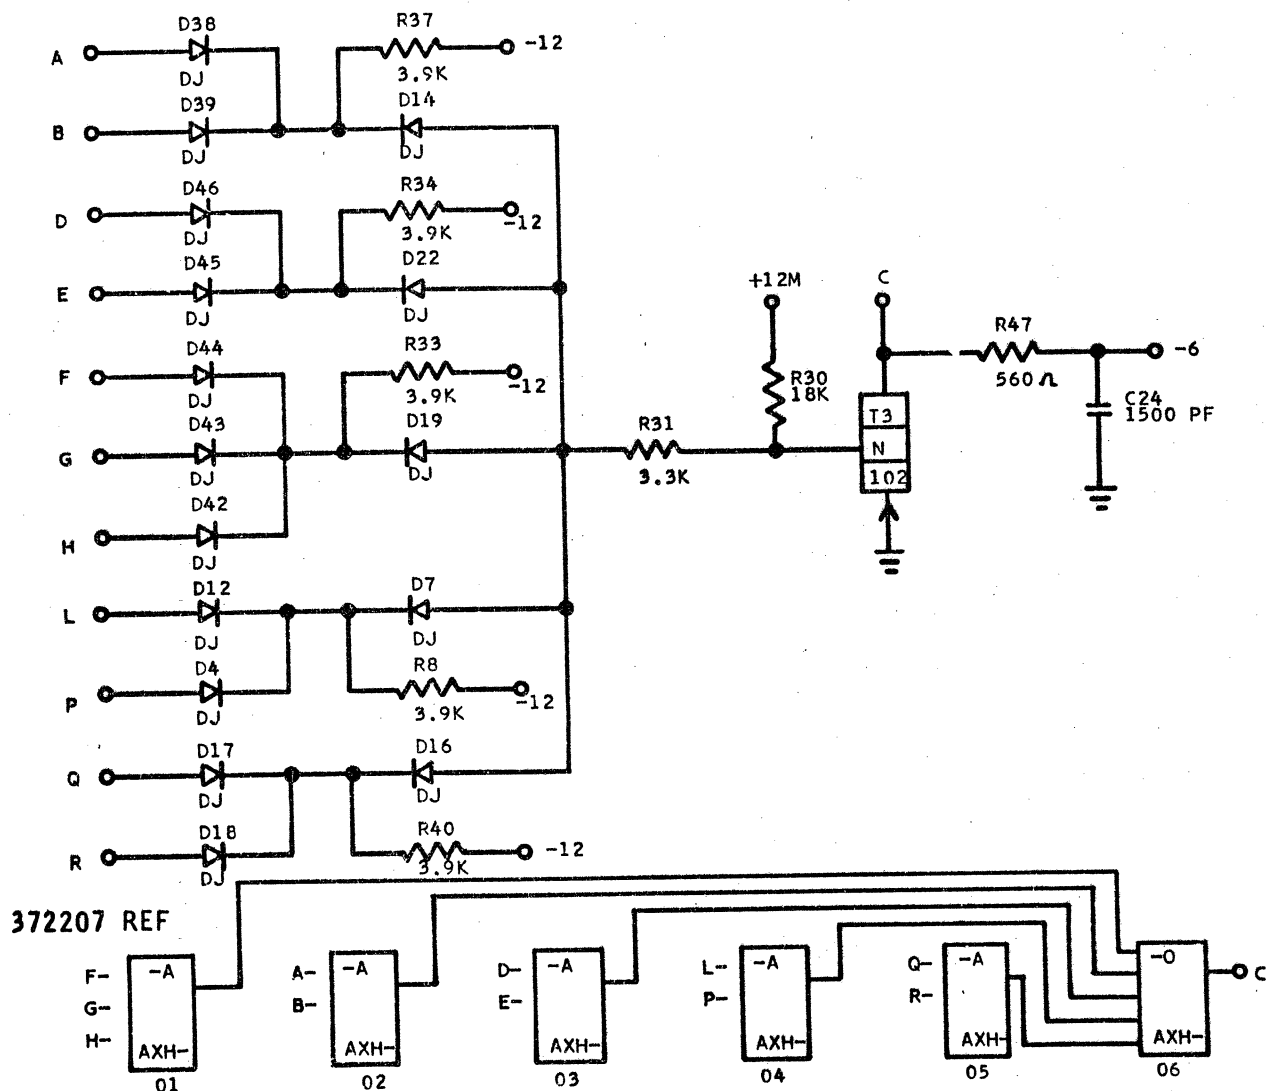 D38
R37
-12
A
DJ
3.9K
D39
D14
B
DJ
DJ
D46
R34
-12
D
DJ
3.9K
D45
D22
E
DJ
DJ
+12M
C
D44
R33
R47
-6
F
-12
DJ
3.9K
560Ω
R30
18K
C24
1500 PF
D43
D19
R31
T3
G
N
DJ
DJ
3.3K
102
D42
H
DJ
D12
D7
L
DJ
DJ
D4
R8
P
-12
DJ
3.9K
D17
D16
Q
DJ
DJ
D18
R40
-12
R
DJ
3.9K
372207 REF
F-
G-
H-
-A
AXH-
01
A-
B-
-A
AXH-
02
D-
E-
-A
AXH-
03
L-
P-
-A
AXH-
04
Q-
R-
-A
AXH-
05
-O
AXH-
06
C